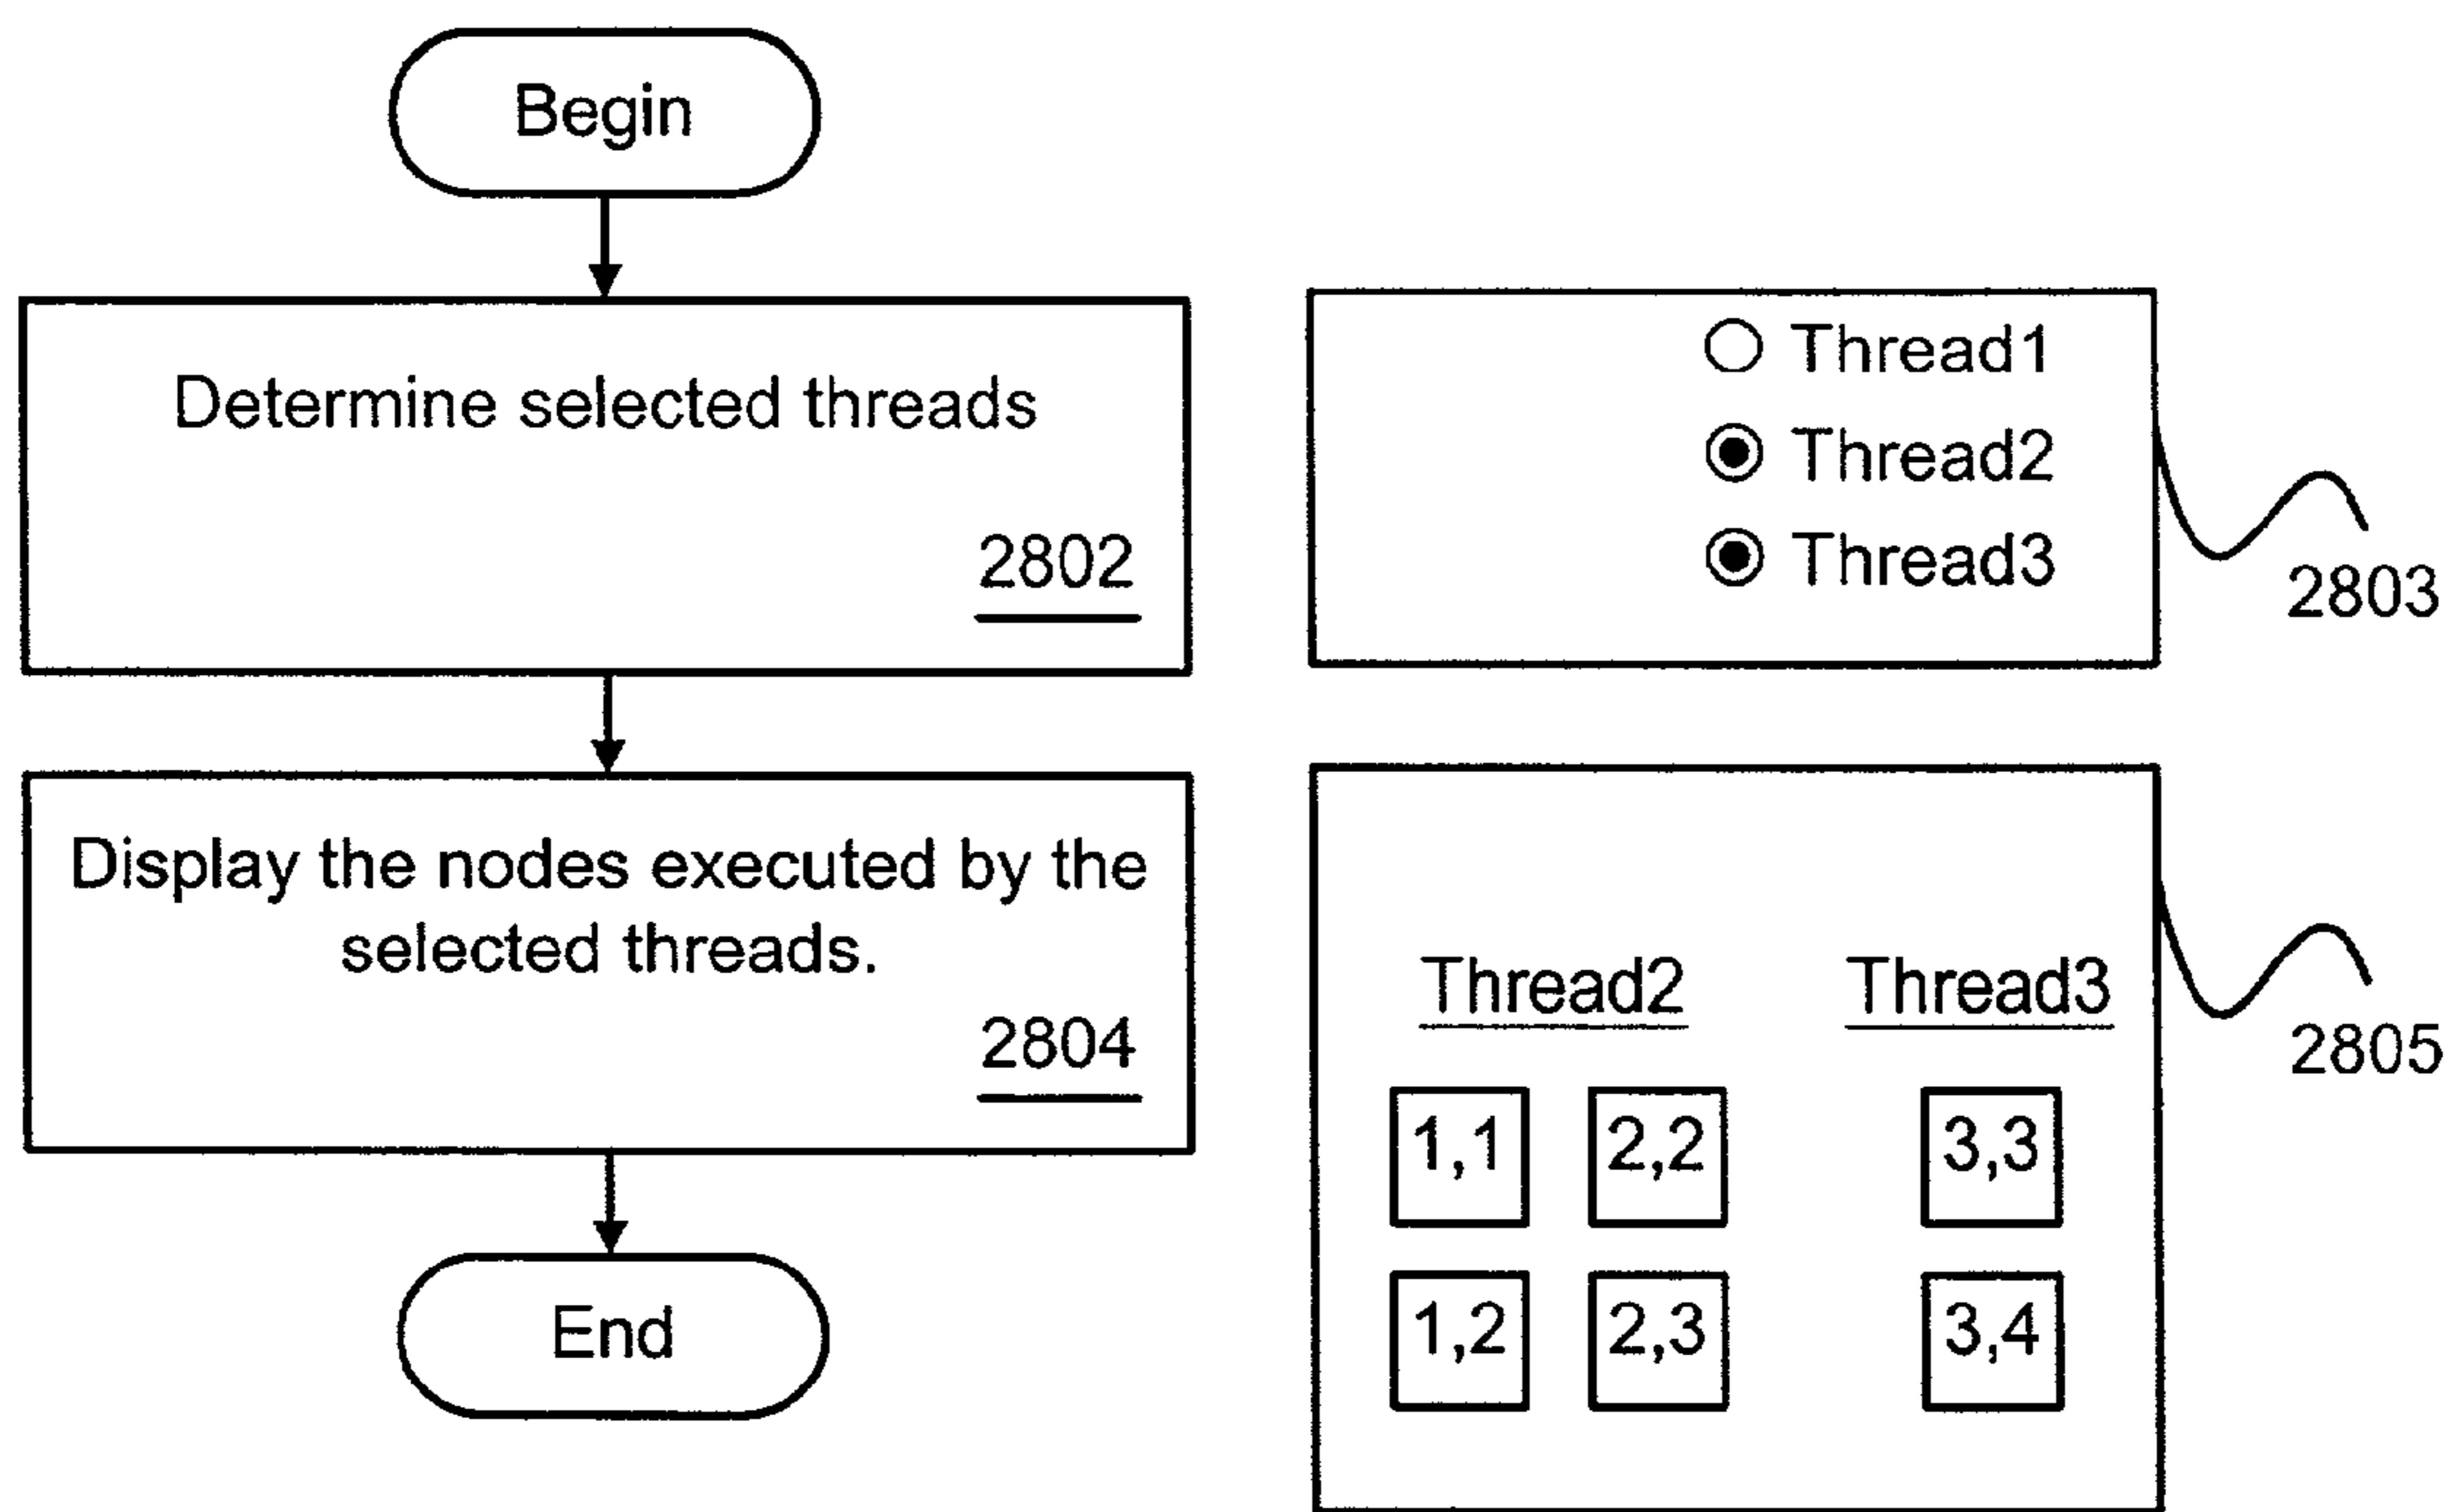 Begin
Determine selected threads
2802
Thread1
Thread2
Thread3
2803
Display the nodes executed by the
selected threads.
2804
Thread2 Thread3
1,1 2,2 3,3
1,2 2,3 3,4
2805
End